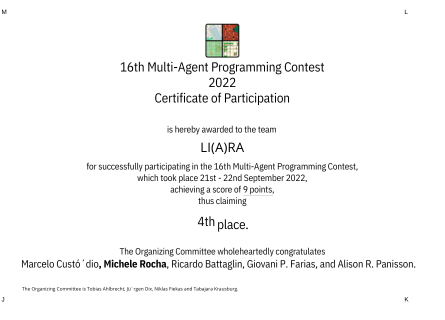 M
L
16th Multi-Agent Programming Contest
2022
Certificate of Participation
is hereby awarded to the team
LI(A)RA
for successfully participating in the 16th Multi-Agent Programming Contest,
which took place 21st - 22nd September 2022,
achieving a score of 9 points,
thus claiming
4th place.
The Organizing Committee wholeheartedly congratulates
Marcelo Custó´dio, Michele Rocha, Ricardo Battaglin, Giovani P. Farias, and Alison R. Panisson.
The Organizing Committee is Tobias Ahlbrecht, Jü¨rgen Dix, Niklas Fiekas and Tabajara Krausburg.
J
K